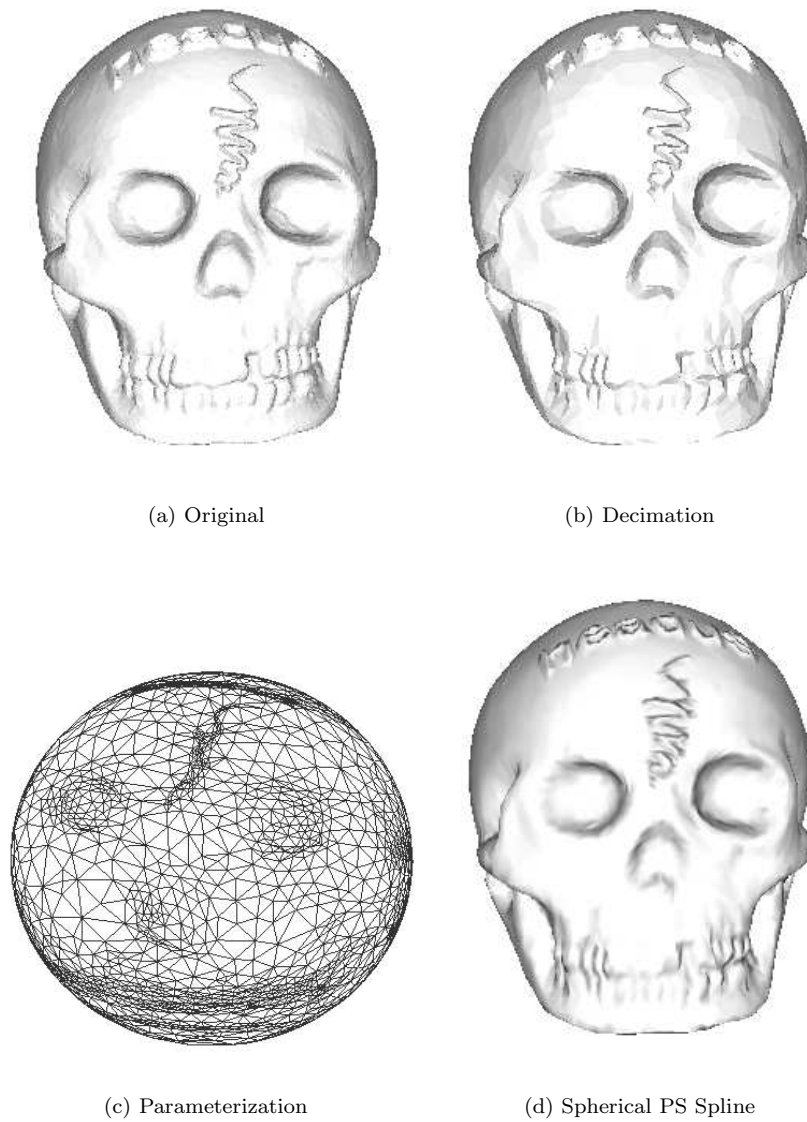 (a) Original
(b) Decimation
(c) Parameterization
(d) Spherical PS Spline